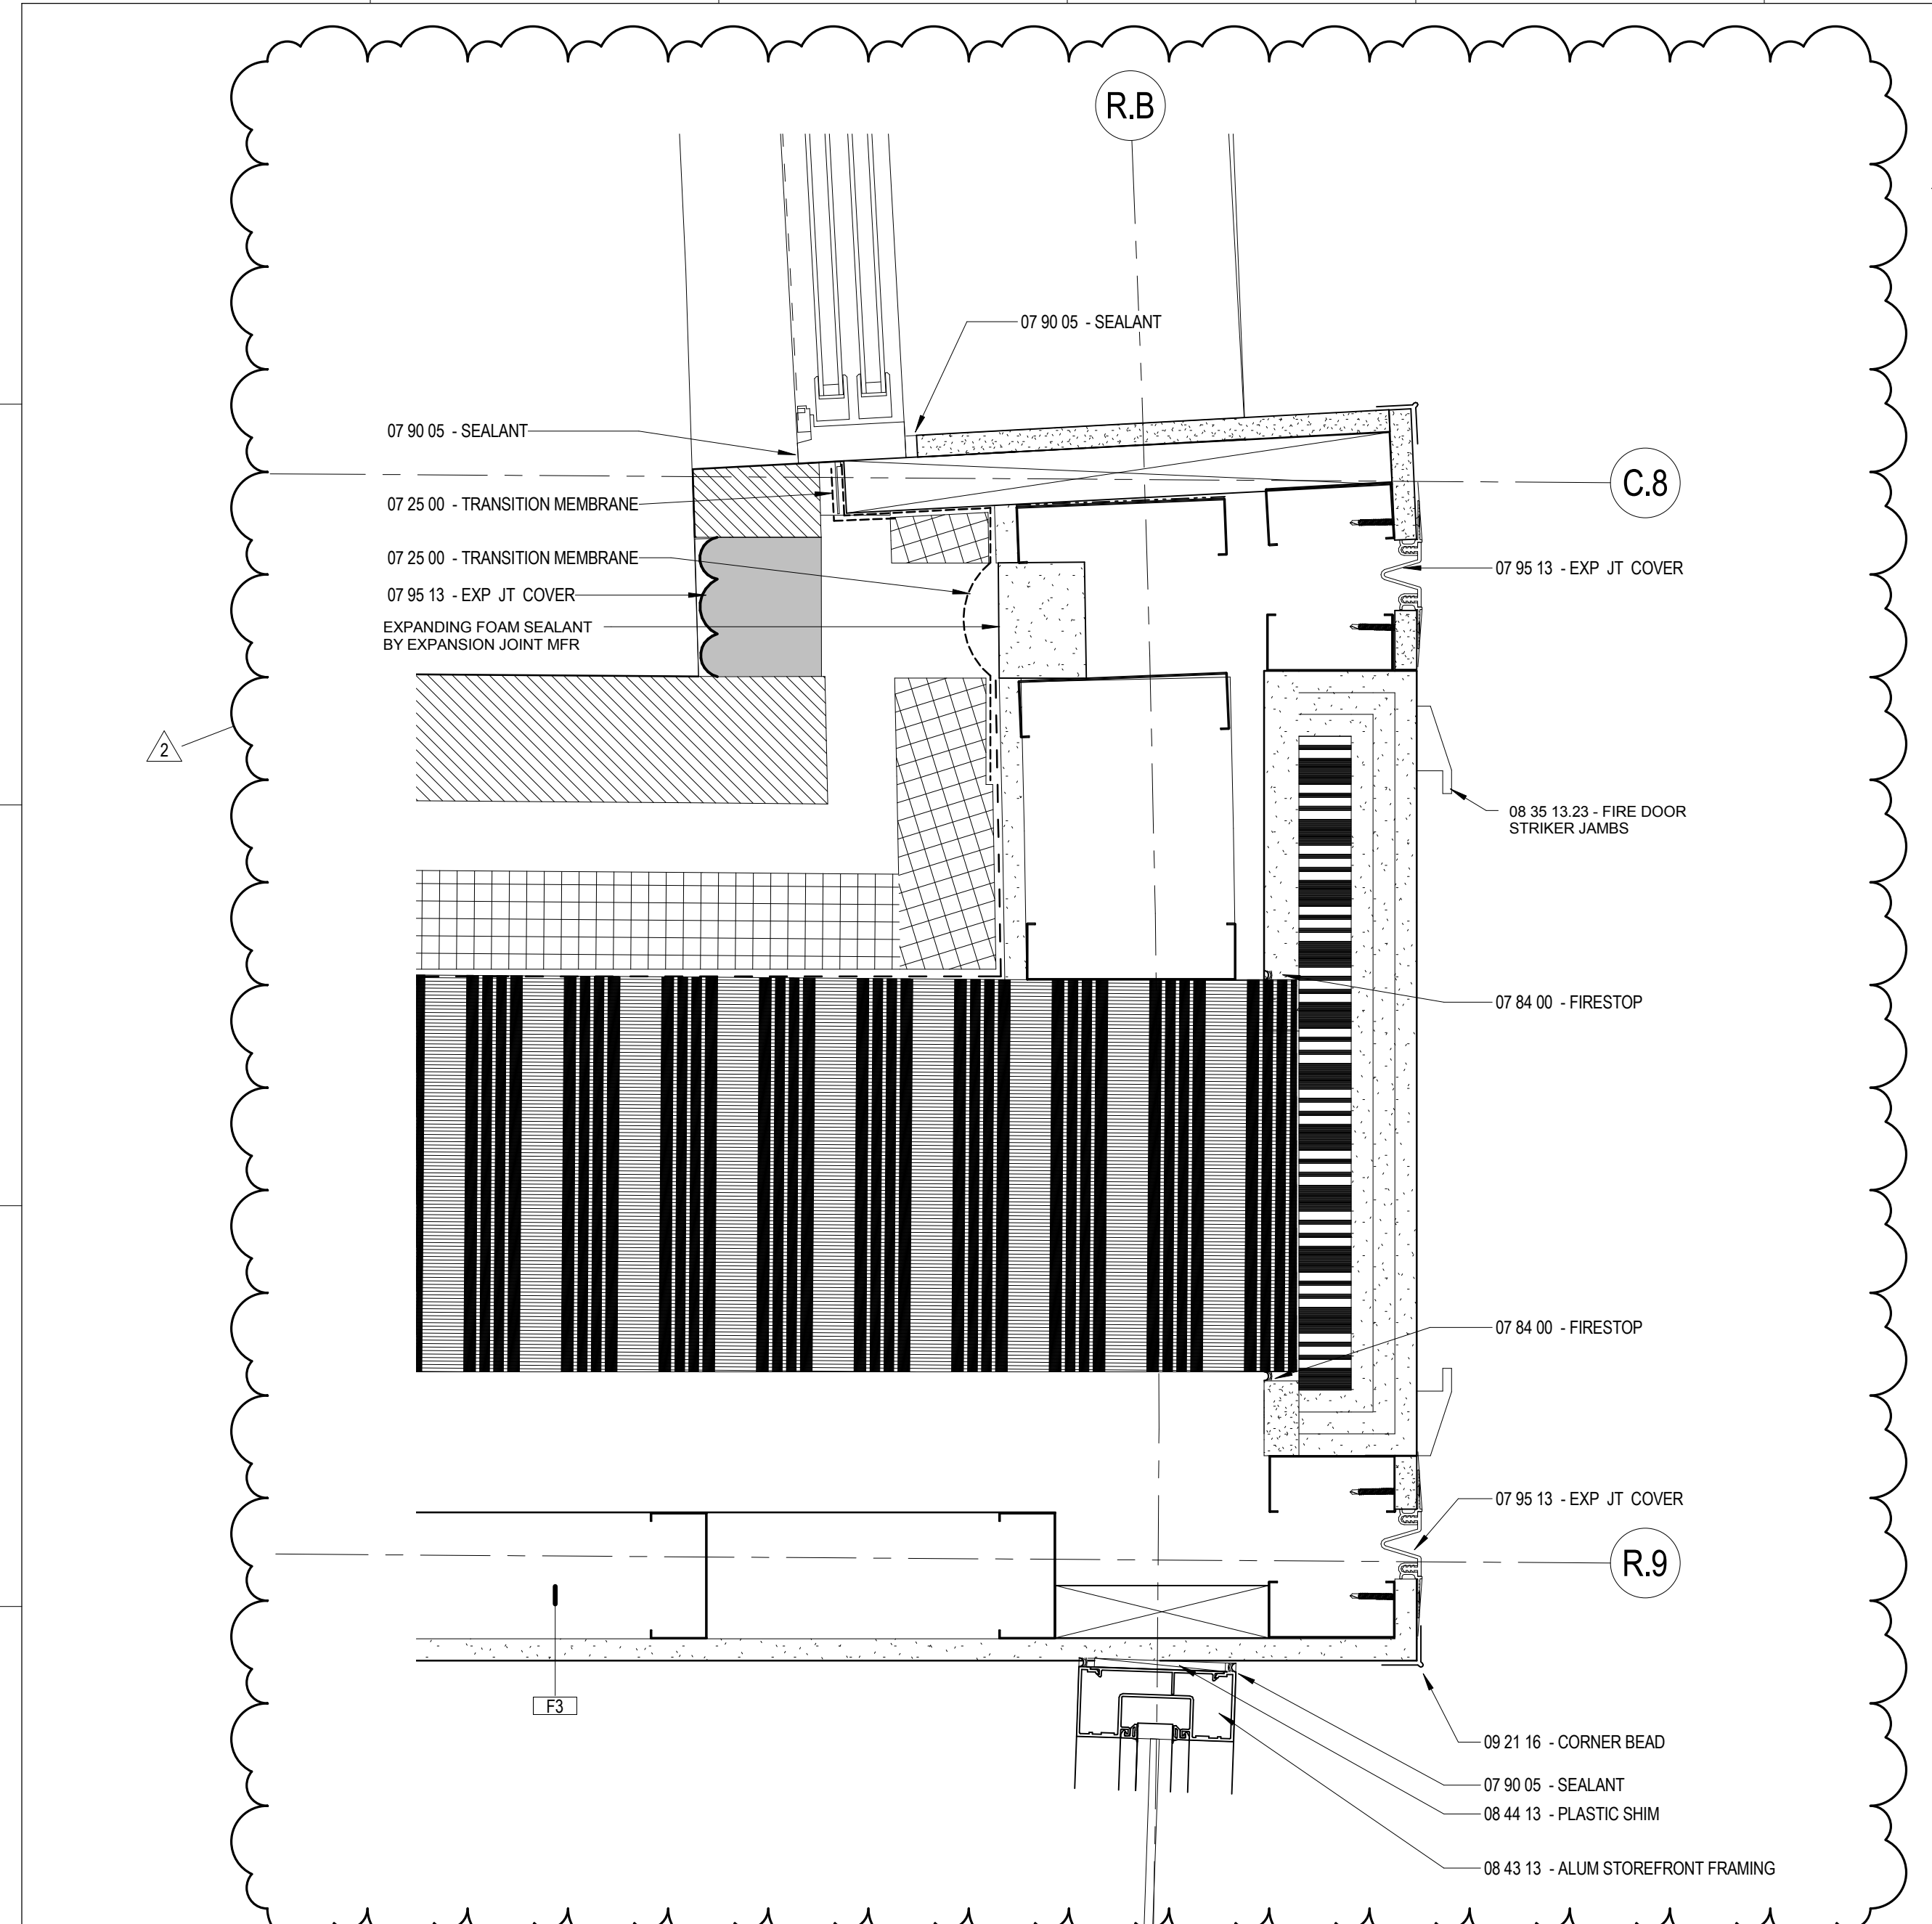 R.B
07 90 05 - SEALANT
07 90 05 - SEALANT
C.8
07 25 00 - TRANSITION MEMBRANE
07 25 00 - TRANSITION MEMBRANE
07 95 13 - EXP JT COVER
07 95 13 - EXP JT COVER
EXPANDING FOAM SEALANT
BY EXPANSION JOINT MFR
2
08 35 13.23 - FIRE DOOR
STRIKER JAMBS
07 84 00 - FIRESTOP
07 84 00 - FIRESTOP
07 95 13 - EXP JT COVER
R.9
F3
09 21 16 - CORNER BEAD
07 90 05 - SEALANT
08 44 13 - PLASTIC SHIM
08 43 13 - ALUM STOREFRONT FRAMING